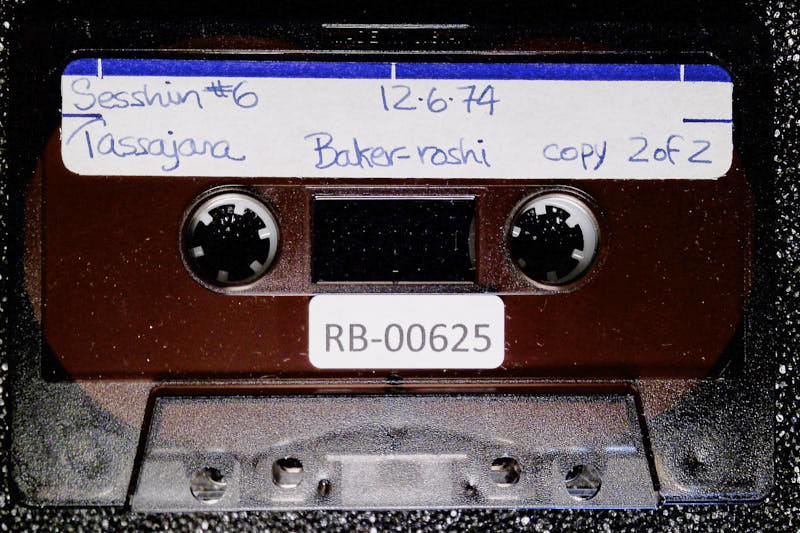 Sesshin #6 12·6·74
Tassajara Baker-roshi copy 2 of 2
RB-00625